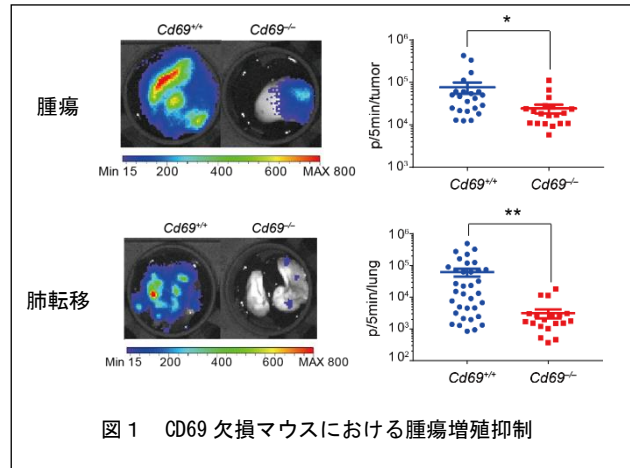 Cd69+/+ Cd69–/–
腫瘍
Min 15 200 400 600 MAX 800
*
p/5min/tumor
10⁶
10⁵
10⁴
10³
Cd69+/+ Cd69–/–
Cd69+/+ Cd69–/–
肺転移
Min 15 200 400 600 MAX 800
**
p/5min/lung
10⁶
10⁵
10⁴
10³
10²
Cd69+/+ Cd69–/–
図1 CD69 欠損マウスにおける腫瘍増殖抑制